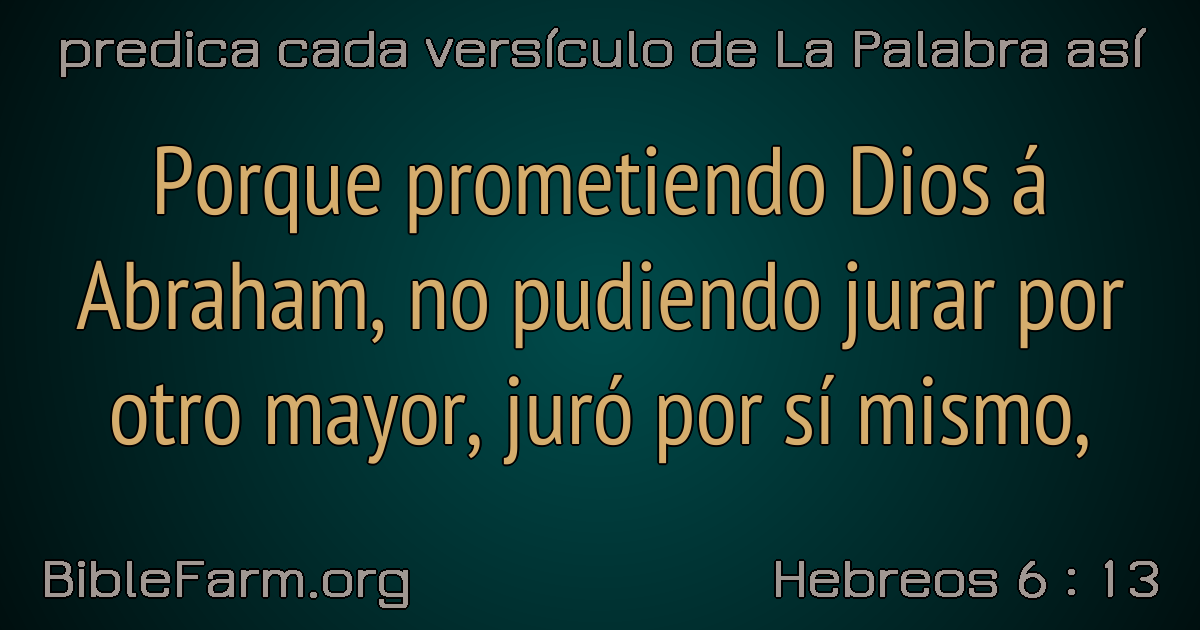 predica cada versículo de La Palabra así
Porque prometiendo Dios á
Abraham, no pudiendo jurar por
otro mayor, juró por sí mismo,
BibleFarm.org
Hebreos 6 : 13